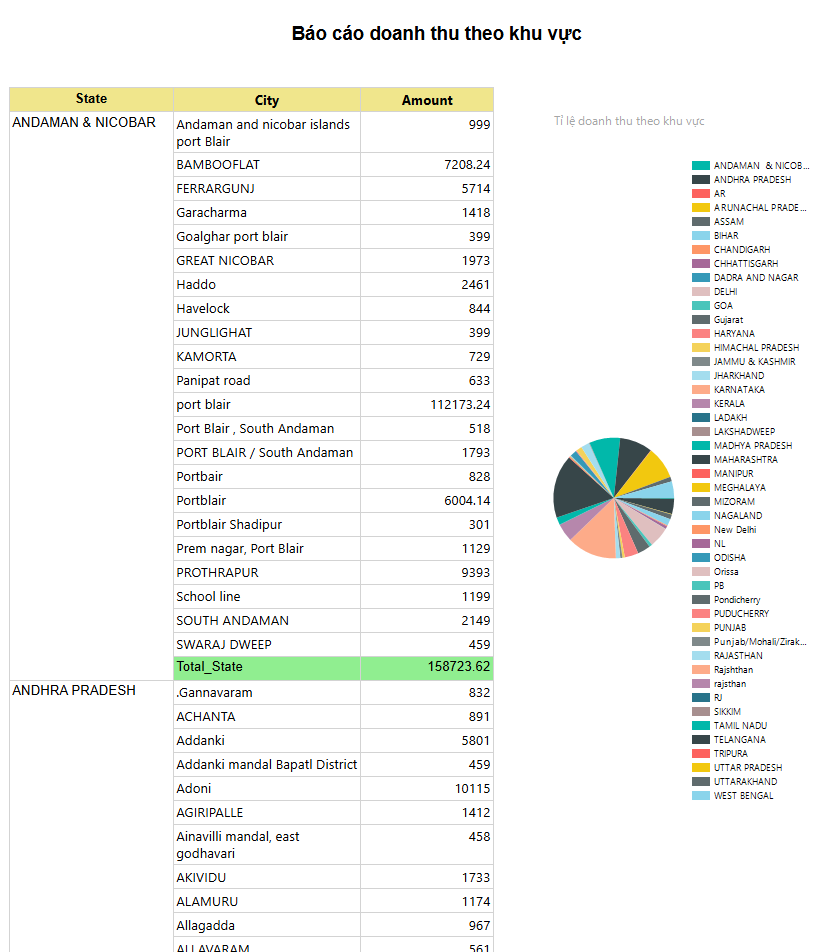 Báo cáo doanh thu theo khu vực
State City Amount
ANDAMAN & NICOBAR Andaman and nicobar islands 999
port Blair
BAMBOOFLAT 7208.24
FERRARGUNJ 5714
Garacharma 1418
Goalghar port blair 399
GREAT NICOBAR 1973
Haddo 2461
Havelock 844
JUNGLIGHAT 399
KAMORTA 729
Panipat road 633
port blair 112173.24
Port Blair , South Andaman 518
PORT BLAIR / South Andaman 1793
Portbair 828
Portblair 6004.14
Portblair Shadipur 301
Prem nagar, Port Blair 1129
PROTHRAPUR 9393
School line 1199
SOUTH ANDAMAN 2149
SWARAJ DWEEP 459
Total_State 158723.62
ANDHRA PRADESH .Gannavaram 832
ACHANTA 891
Addanki 5801
Addanki mandal Bapatl District 459
Adoni 10115
AGIRIPALLE 1412
Ainavilli mandal, east 458
godhavari
AKIVIDU 1733
ALAMURU 1174
Allagadda 967
ALLAVARAM 561
Tỉ lệ doanh thu theo khu vực
ANDAMAN & NICOB...
ANDHRA PRADESH
AR
ARUNACHAL PRADE...
ASSAM
BIHAR
CHANDIGARH
CHHATTISGARH
DADRA AND NAGAR
DELHI
GOA
Gujarat
HARYANA
HIMACHAL PRADESH
JAMMU & KASHMIR
JHARKHAND
KARNATAKA
KERALA
LADAKH
LAKSHADWEEP
MADHYA PRADESH
MAHARASHTRA
MANIPUR
MEGHALAYA
MIZORAM
NAGALAND
New Delhi
NL
ODISHA
Orissa
PB
Pondicherry
PUDUCHERRY
PUNJAB
Punjab/Mohali/Zirak...
RAJASTHAN
Rajshthan
rajsthan
RJ
SIKKIM
TAMIL NADU
TELANGANA
TRIPURA
UTTAR PRADESH
UTTARAKHAND
WEST BENGAL